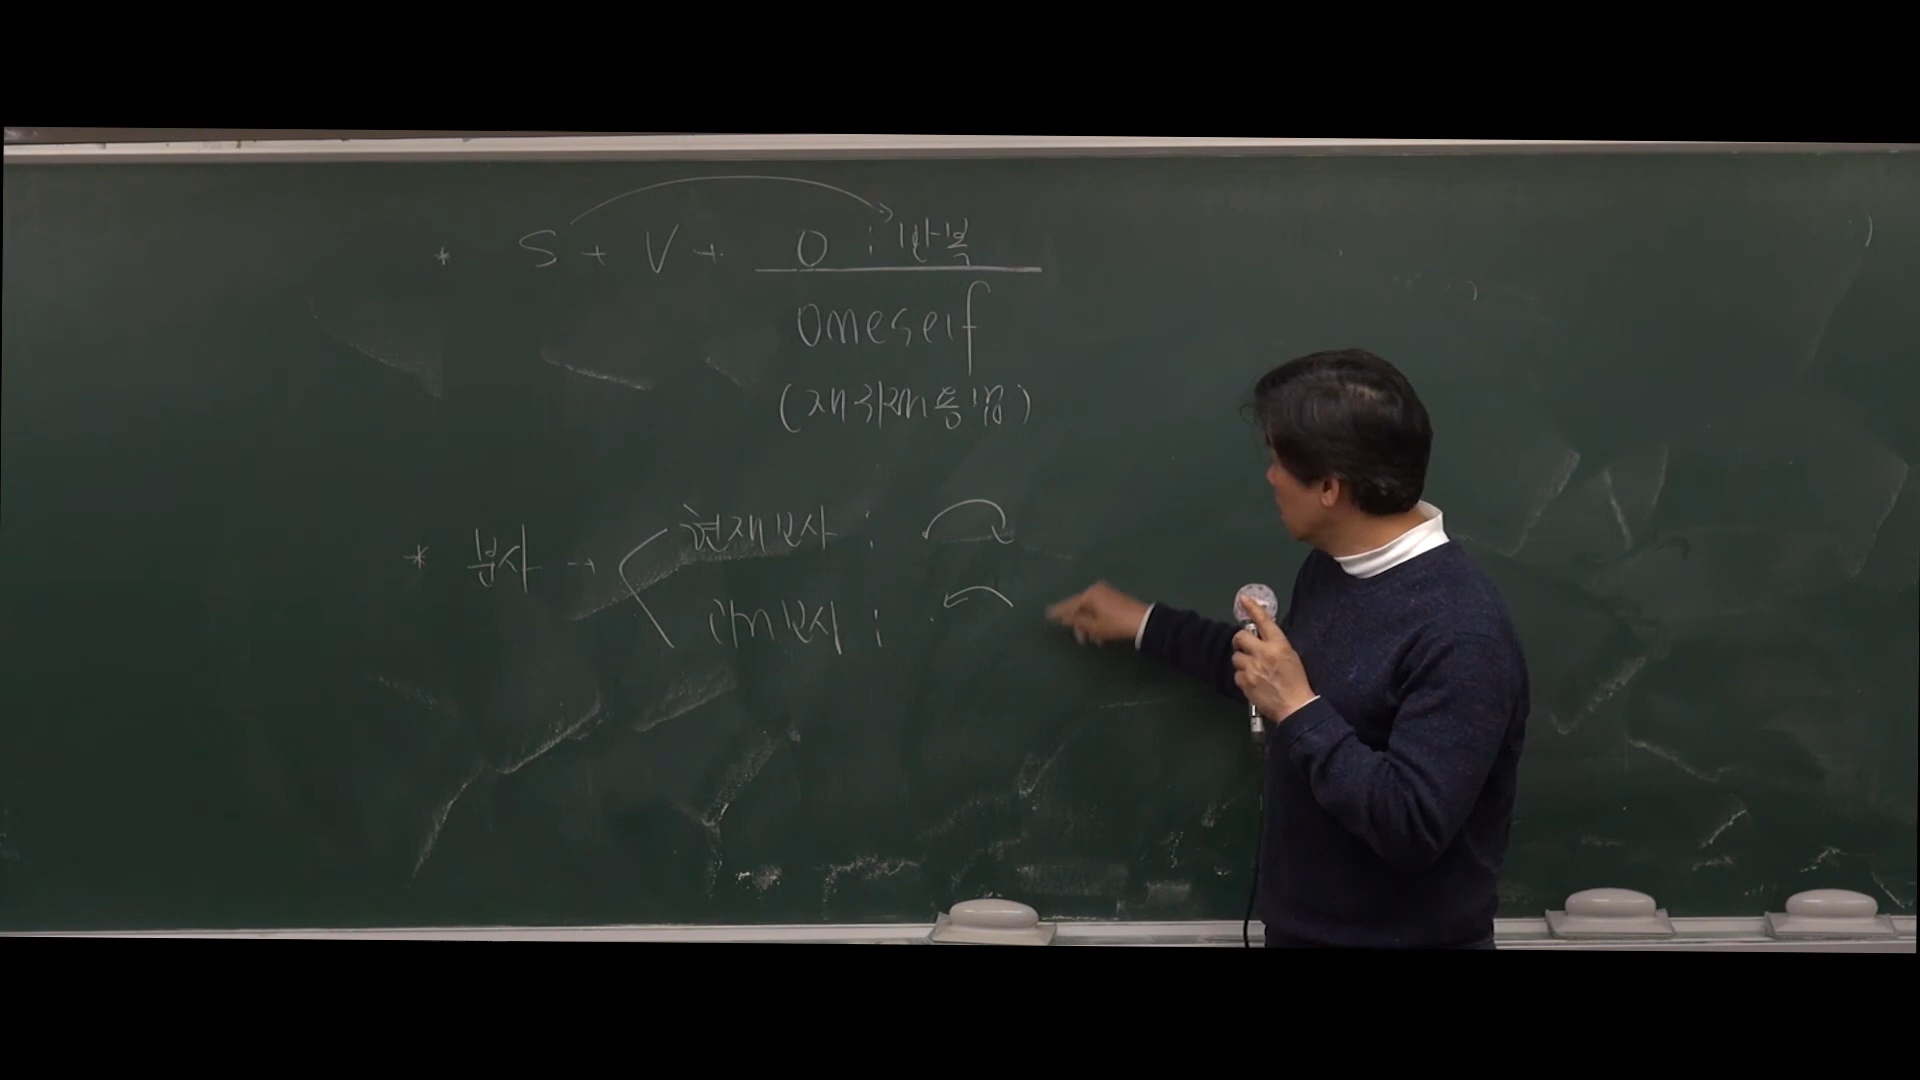 * S + V + O : 반복
oneself
(재귀대명사)
* 분사 → 현재분사 :
과거분사 :